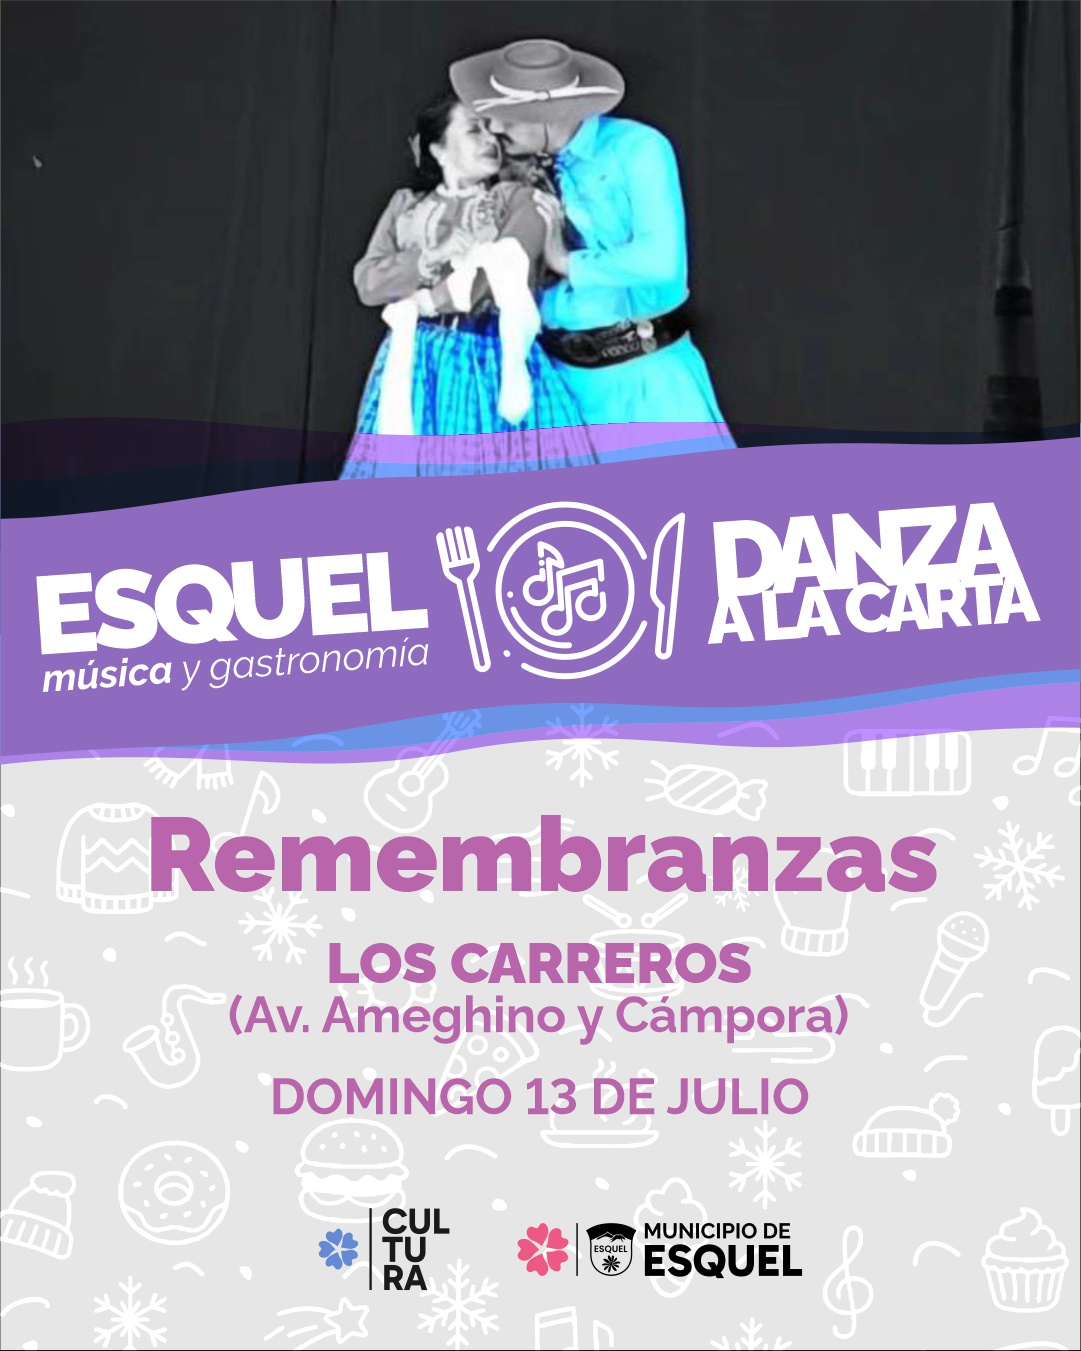 ESQUEL
música y gastronomía
DANZA
A LA CARTA
Remembranzas
LOS CARREROS
(Av. Ameghino y Cámpora)
DOMINGO 13 DE JULIO
CUL
TU
RA
ESQUEL
MUNICIPIO DE
ESQUEL